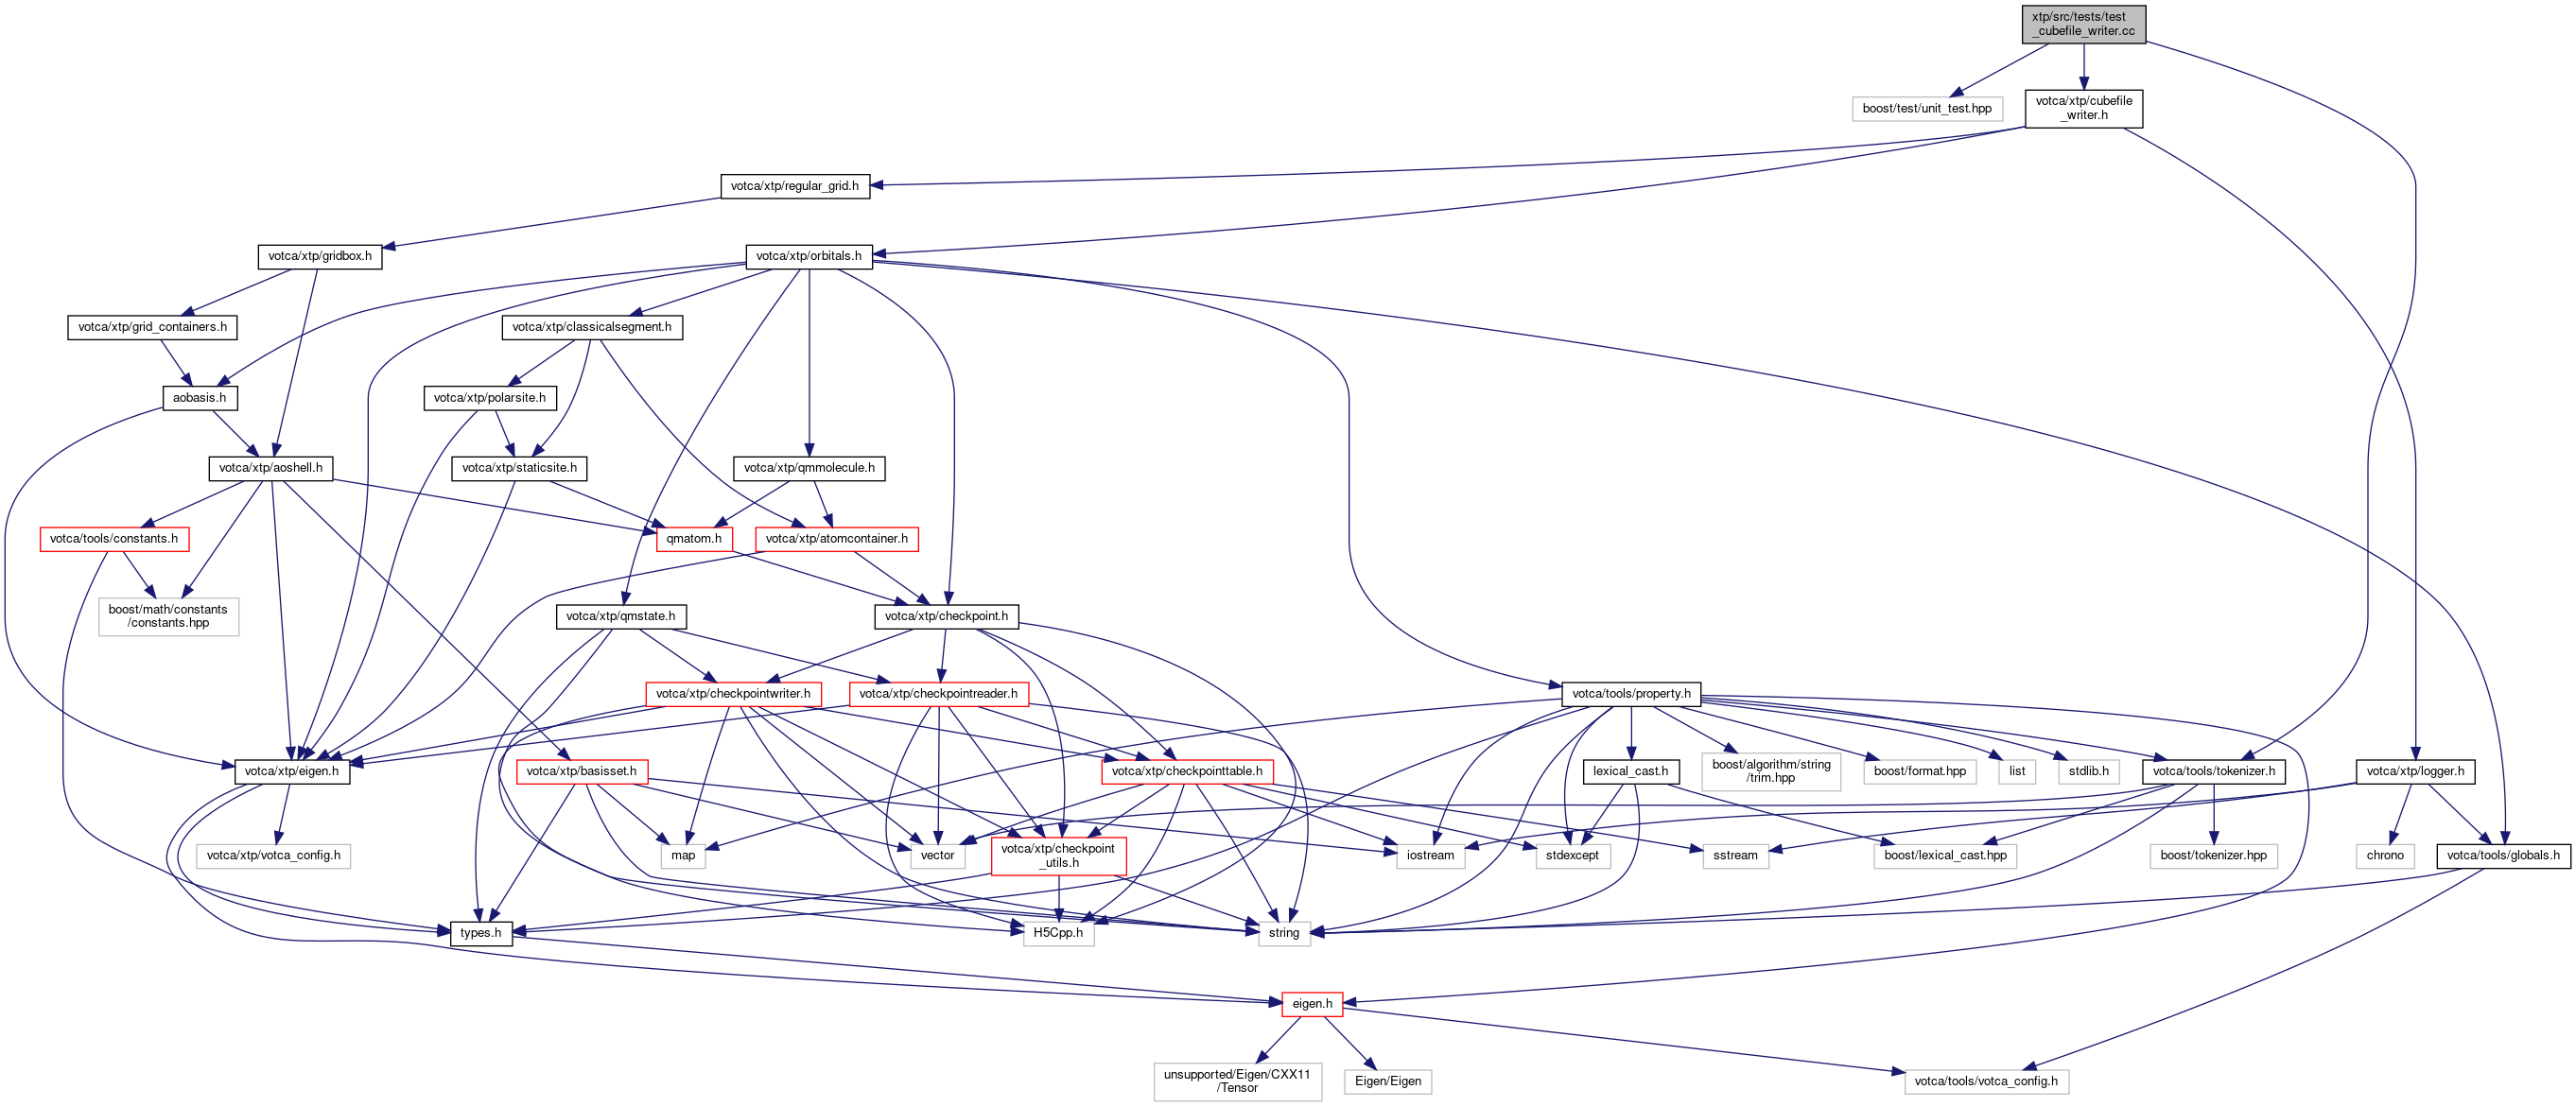 xtp/src/tests/test
_cubefile_writer.cc
boost/test/unit_test.hpp
votca/xtp/cubefile
_writer.h
votca/xtp/regular_grid.h
votca/xtp/gridbox.h
votca/xtp/orbitals.h
votca/xtp/grid_containers.h
votca/xtp/classicalsegment.h
aobasis.h
votca/xtp/polarsite.h
votca/xtp/aoshell.h
votca/xtp/staticsite.h
votca/xtp/qmmolecule.h
votca/tools/constants.h
qmatom.h
votca/xtp/atomcontainer.h
boost/math/constants
/constants.hpp
votca/xtp/qmstate.h
votca/xtp/checkpoint.h
votca/xtp/checkpointwriter.h
votca/xtp/checkpointreader.h
votca/tools/property.h
votca/xtp/eigen.h
votca/xtp/basisset.h
votca/xtp/checkpointtable.h
lexical_cast.h
boost/algorithm/string
/trim.hpp
boost/format.hpp
list
stdlib.h
votca/tools/tokenizer.h
votca/xtp/logger.h
votca/xtp/votca_config.h
map
vector
votca/xtp/checkpoint
_utils.h
iostream
stdexcept
sstream
boost/lexical_cast.hpp
boost/tokenizer.hpp
chrono
votca/tools/globals.h
types.h
H5Cpp.h
string
eigen.h
unsupported/Eigen/CXX11
/Tensor
Eigen/Eigen
votca/tools/votca_config.h